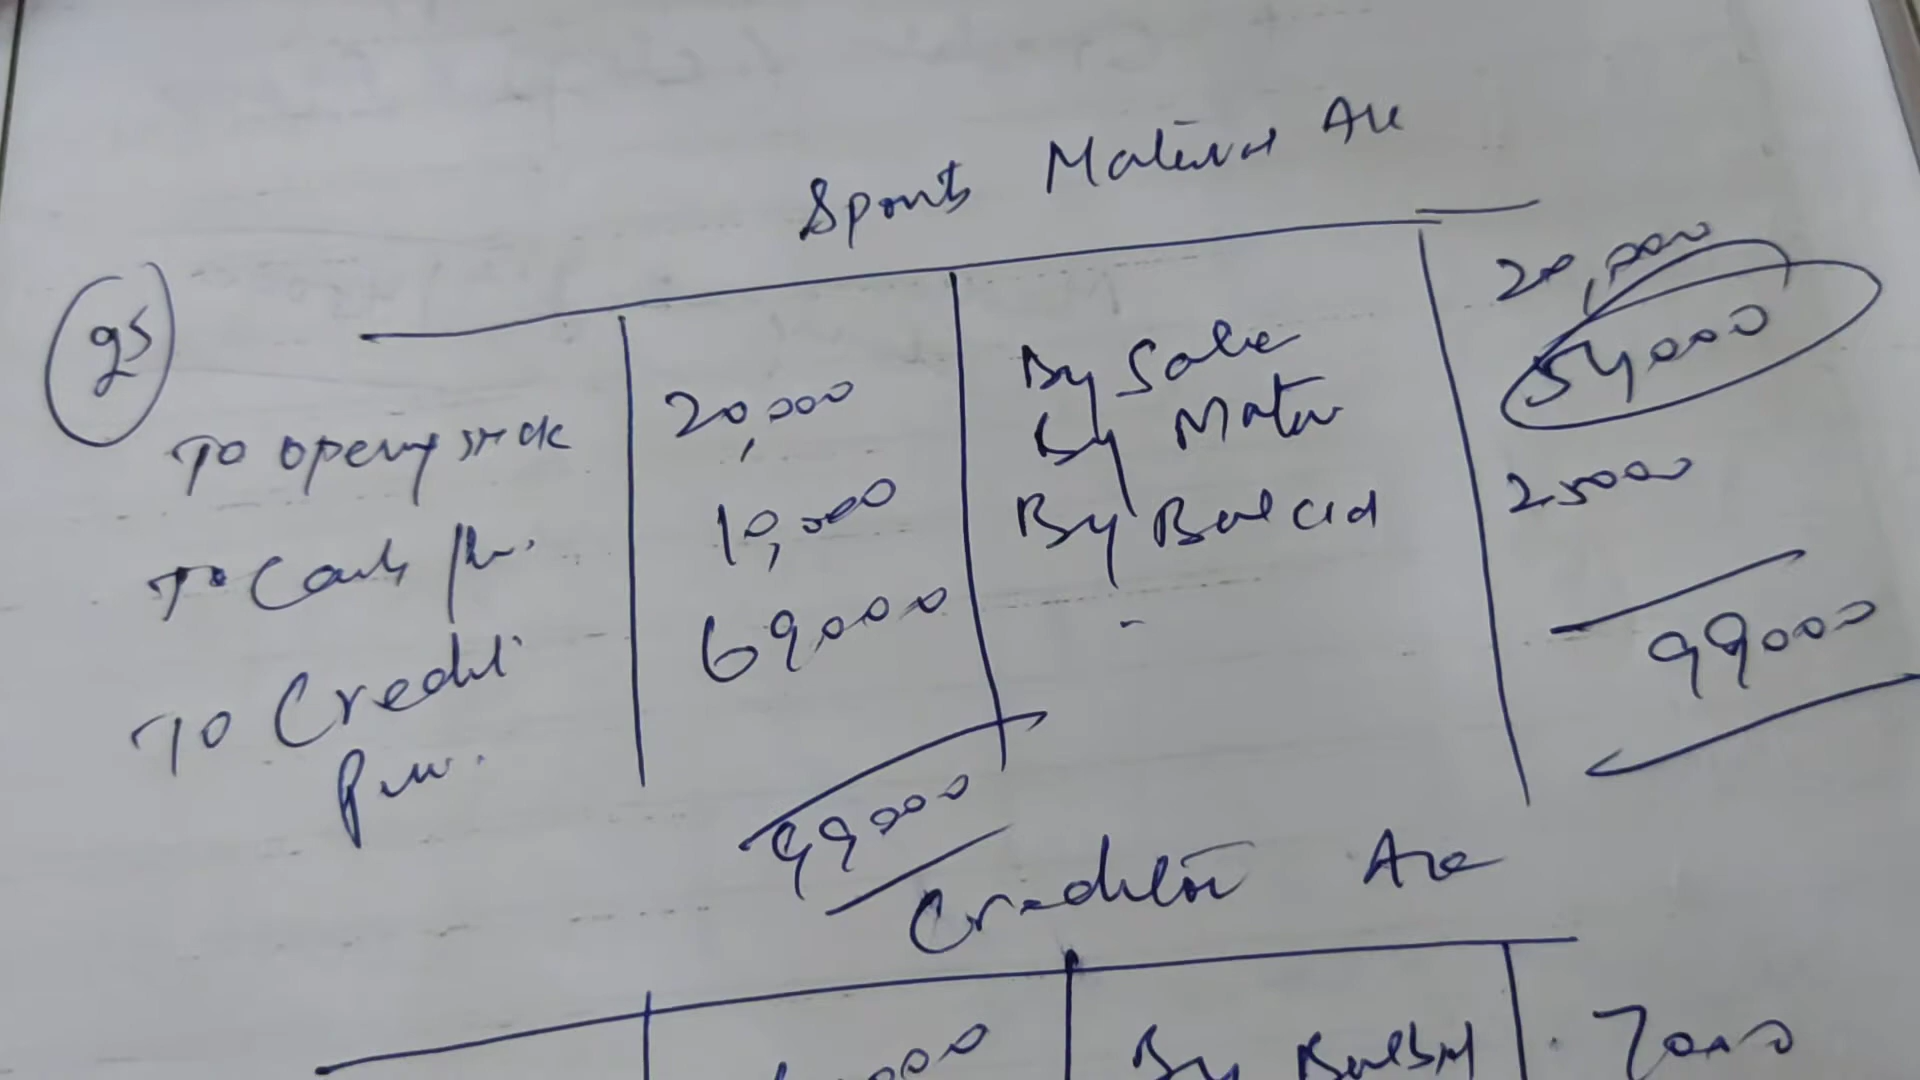 Sports Material A/c
95
To opening stock 20,000 By Sale 20,000
By Mater 54000
To Cash Pur. 10,000 By Bal c/d 25000
To Credit Pur. 69000
99000 99000
Creditor A/c
By Bal b/d 7000